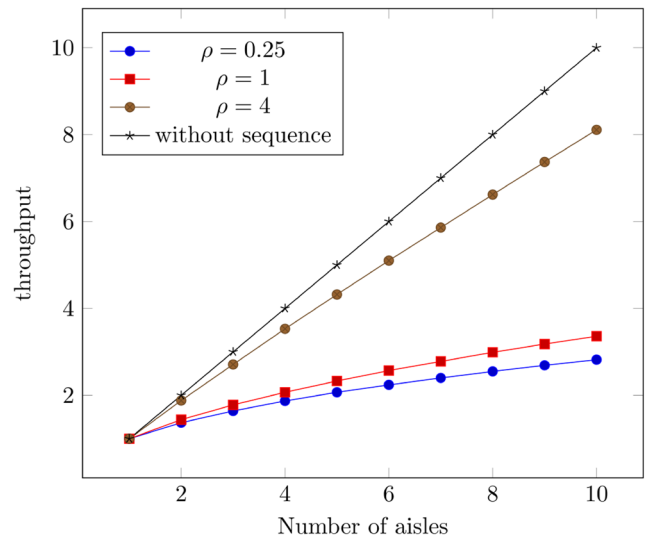 10
8
6
4
2
throughput
ρ = 0.25
ρ = 1
ρ = 4
without sequence
2 4 6 8 10
Number of aisles